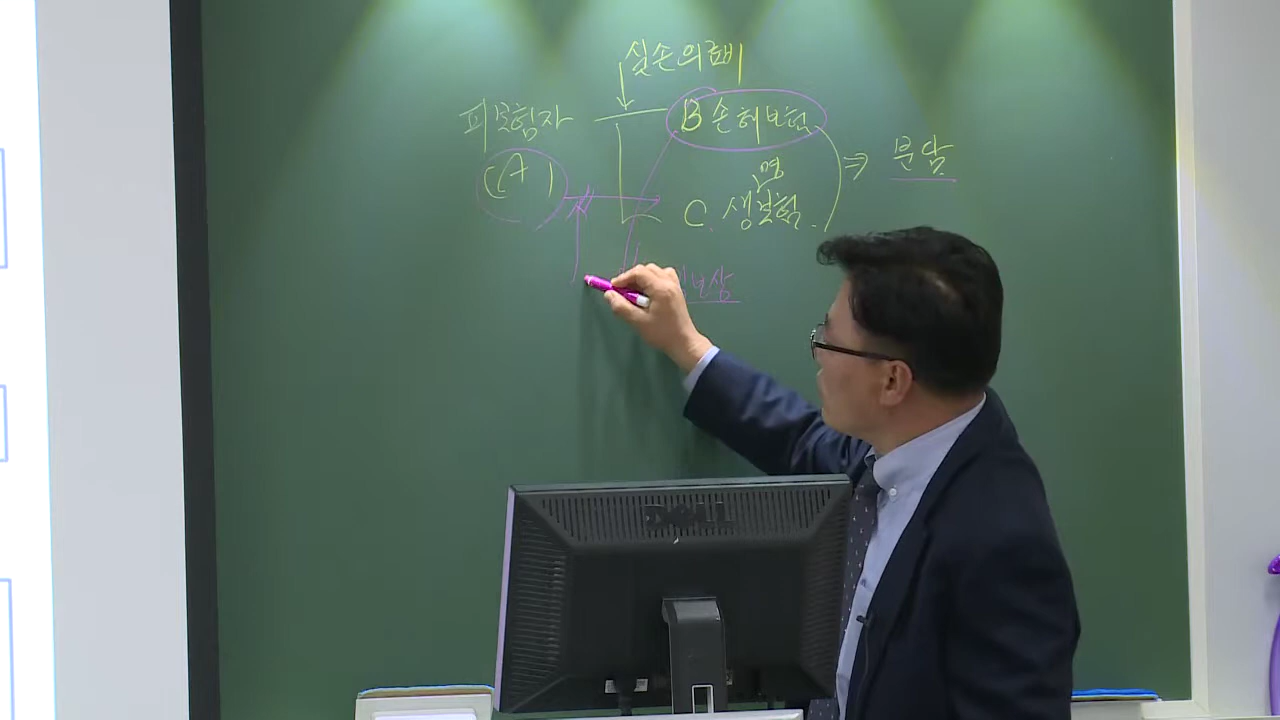 실손의료비
피보험자
B 손해보험
(A)
분담
명
C. 생보험.
보상
DELL